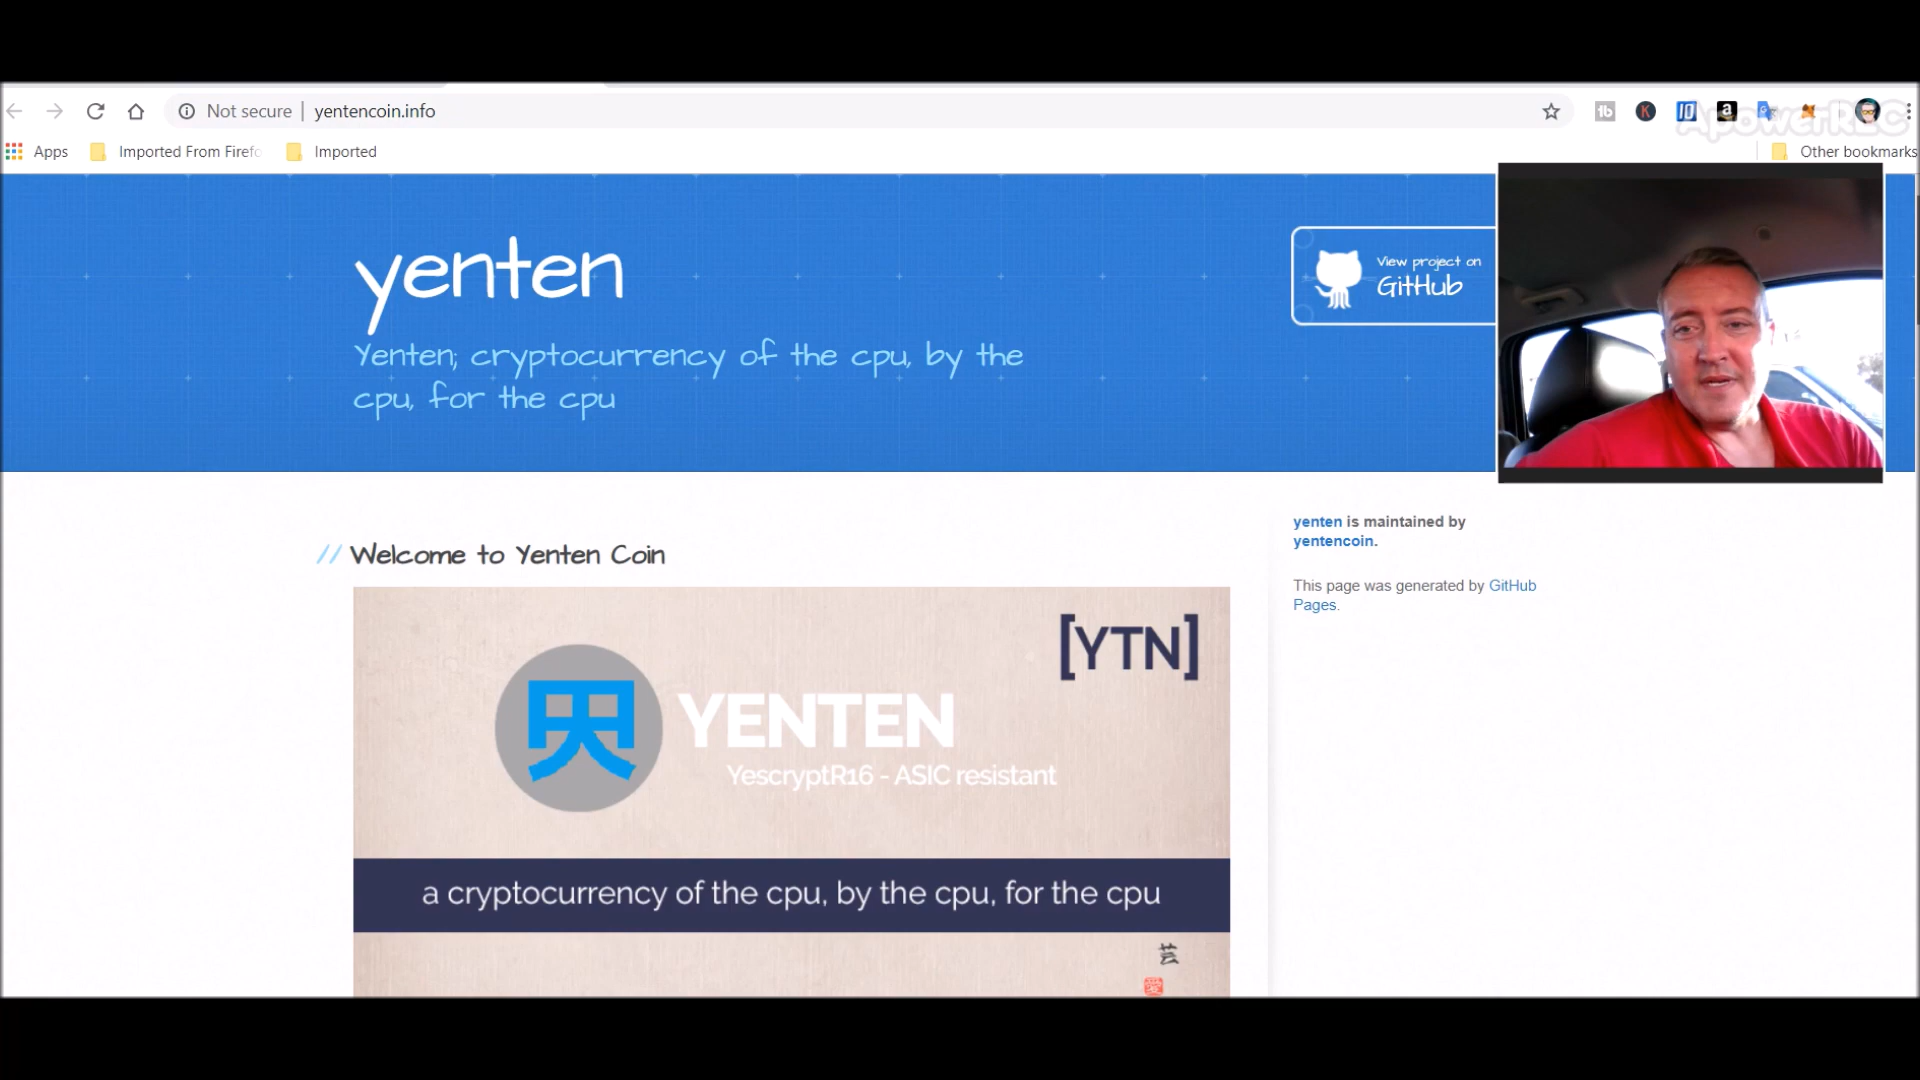 Not secure | yentencoin.info
ApowerREC
Apps
Imported From Firefo
Imported
Other bookmarks
yenten
Yenten; cryptocurrency of the cpu, by the
cpu, for the cpu
View project on
GitHub
// Welcome to Yenten Coin
yenten is maintained by
yentencoin.
This page was generated by GitHub
Pages.
[YTN]
YENTEN
YescryptR16 - ASIC resistant
a cryptocurrency of the cpu, by the cpu, for the cpu